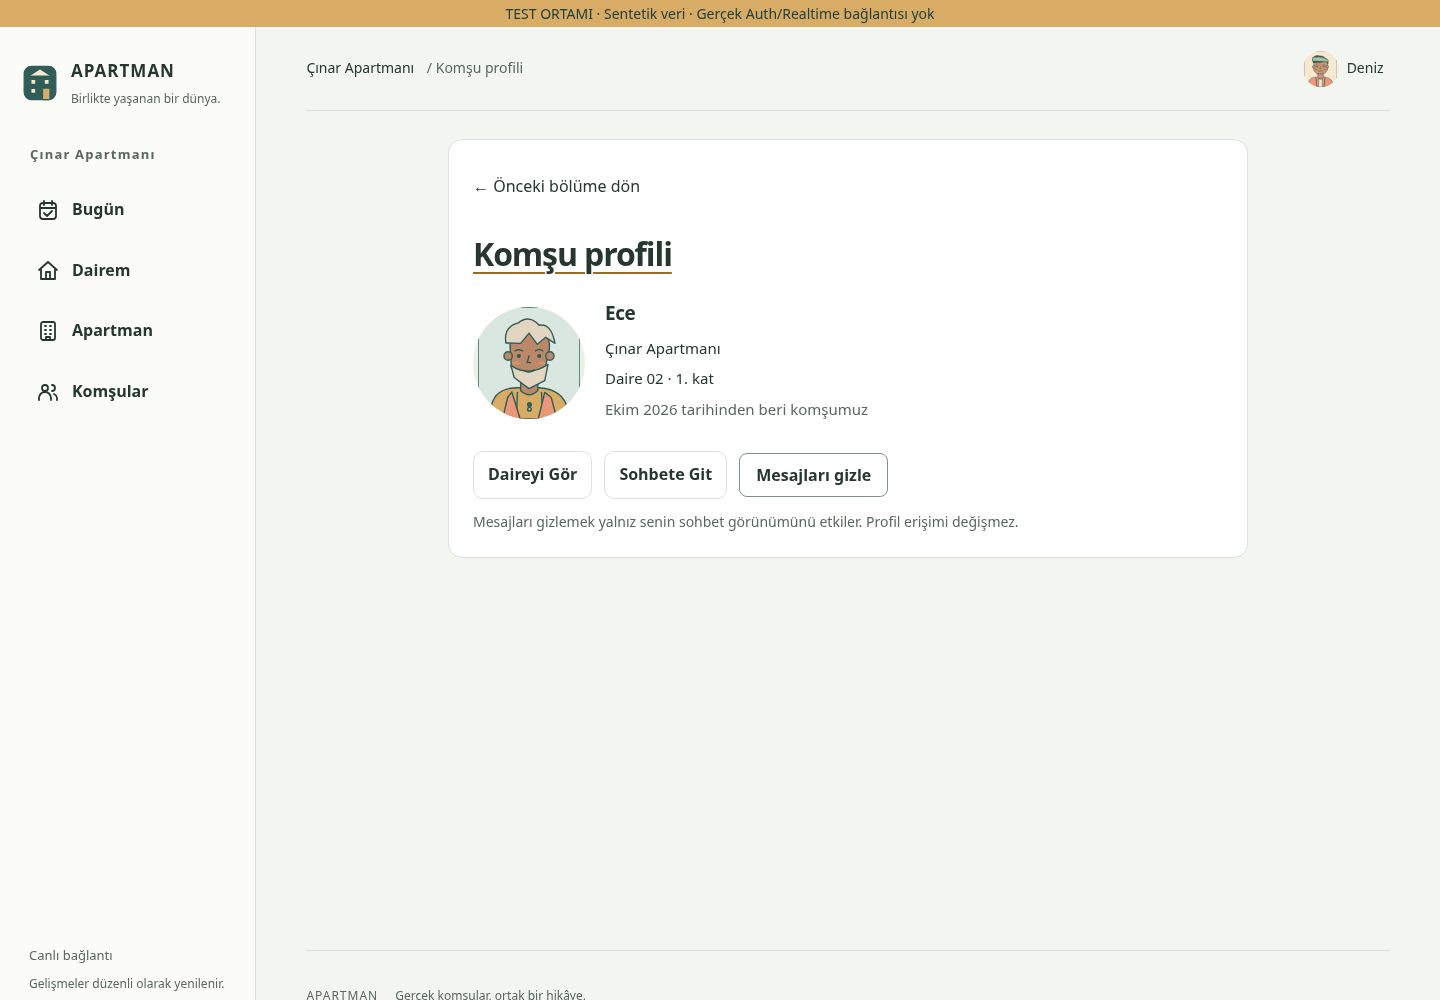 TEST ORTAMI · Sentetik veri · Gerçek Auth/Realtime bağlantısı yok
APARTMAN
Birlikte yaşanan bir dünya.
Çınar Apartmanı
Bugün
Dairem
Apartman
Komşular
Canlı bağlantı
Gelişmeler düzenli olarak yenilenir.
Çınar Apartmanı / Komşu profili
Deniz
← Önceki bölüme dön
Komşu profili
Ece
Çınar Apartmanı
Daire 02 · 1. kat
Ekim 2026 tarihinden beri komşumuz
Daireyi Gör
Sohbete Git
Mesajları gizle
Mesajları gizlemek yalnız senin sohbet görünümünü etkiler. Profil erişimi değişmez.
APARTMAN Gerçek komşular, ortak bir hikâye.